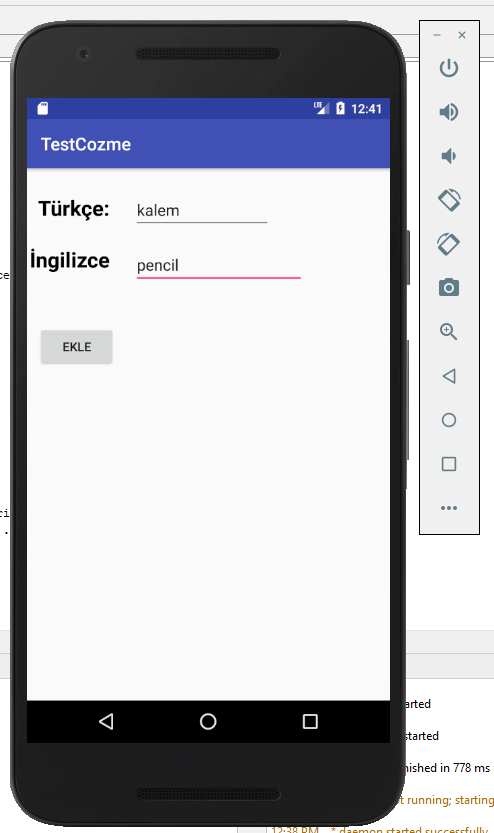 LTE 12:41
TestCozme
Türkçe: kalem
İngilizce pencil
EKLE
started
nished in 778 ms
running; starting
12:38 PM * daemon started successfully